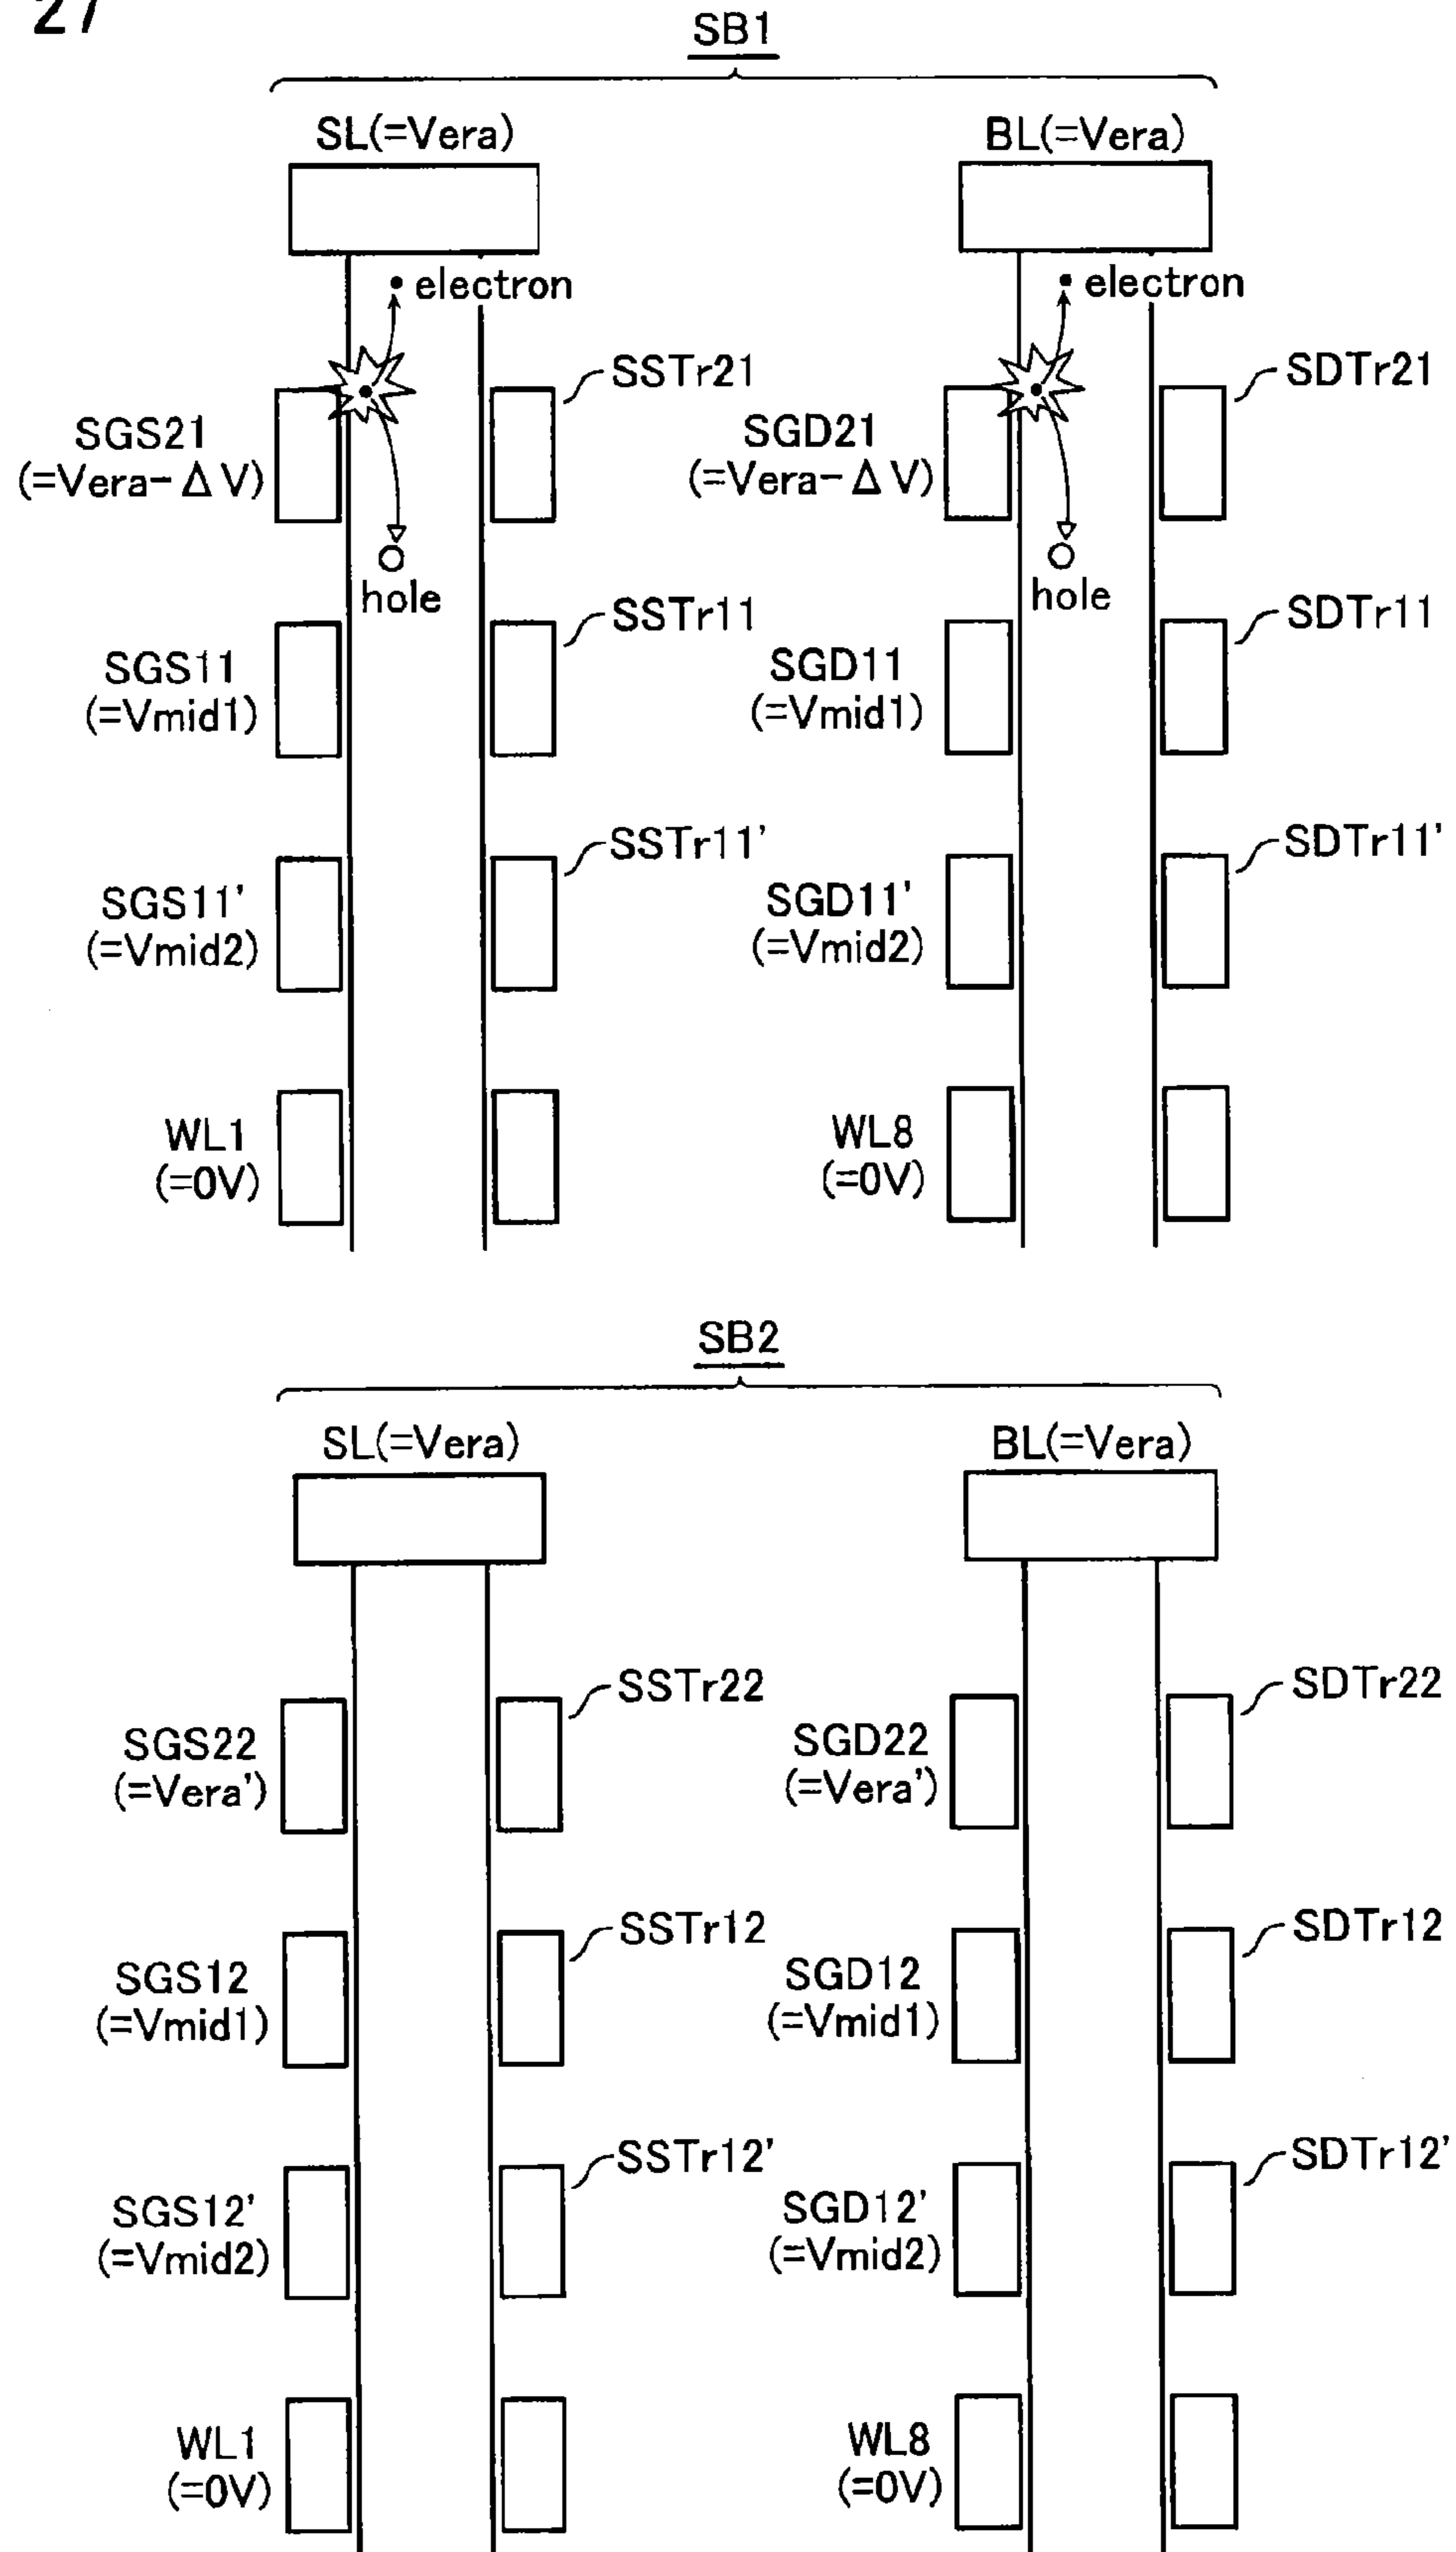 27
SB1
SL(=Vera)
BL(=Vera)
electron
electron
SSTr21
SDTr21
SGS21
(=Vera-ΔV)
SGD21
(=Vera-ΔV)
hole
hole
SSTr11
SDTr11
SGS11
(=Vmid1)
SGD11
(=Vmid1)
SSTr11'
SDTr11'
SGS11'
(=Vmid2)
SGD11'
(=Vmid2)
WL1
(=0V)
WL8
(=0V)
SB2
SL(=Vera)
BL(=Vera)
SSTr22
SDTr22
SGS22
(=Vera')
SGD22
(=Vera')
SSTr12
SDTr12
SGS12
(=Vmid1)
SGD12
(=Vmid1)
SSTr12'
SDTr12'
SGS12'
(=Vmid2)
SGD12'
(=Vmid2)
WL1
(=0V)
WL8
(=0V)